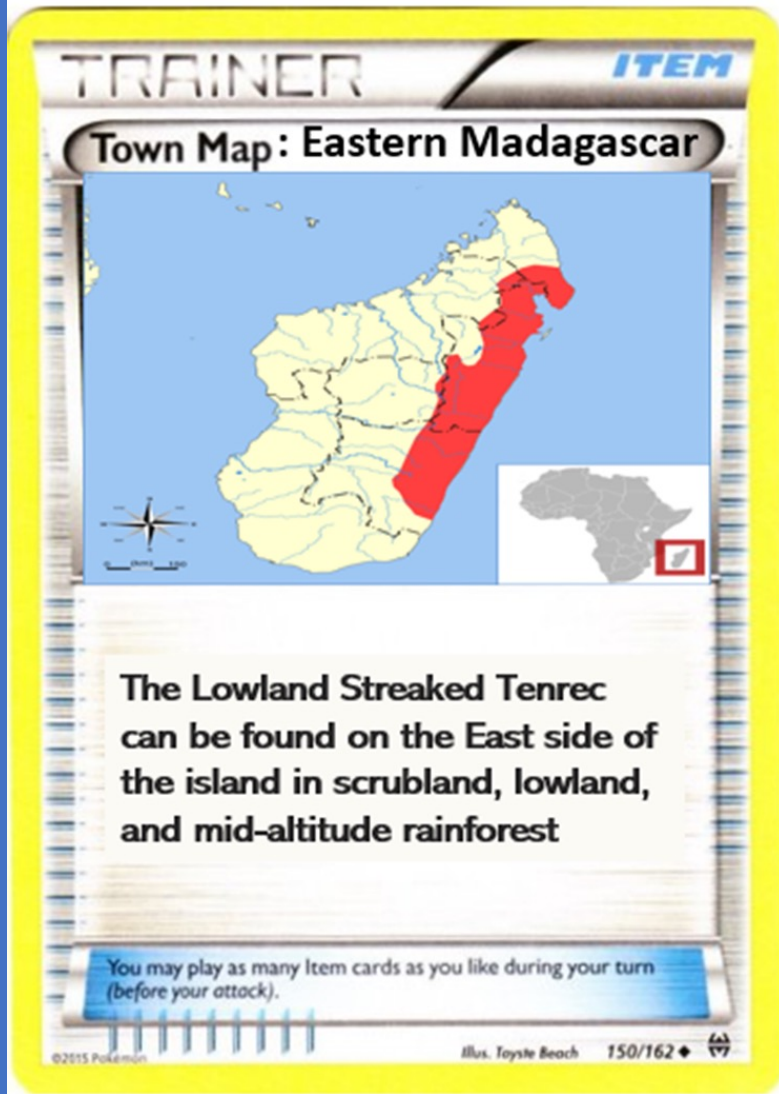 TRAINER
ITEM
Town Map: Eastern Madagascar
The Lowland Streaked Tenrec
can be found on the East side of
the island in scrubland, lowland,
and mid-altitude rainforest
You may play as many Item cards as you like during your turn
(before your attack).
©2015 Pokémon
Illus. Toyste Beach 150/162